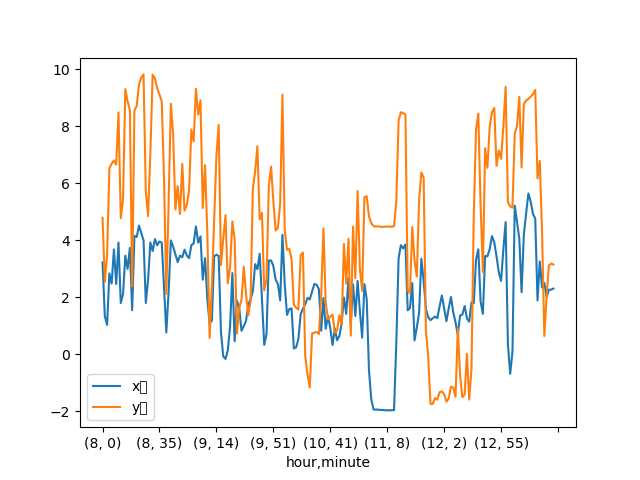 10
8
6
4
2
0
−2
x
y
(8, 0) (8, 35) (9, 14) (9, 51) (10, 41) (11, 8) (12, 2) (12, 55)
hour,minute